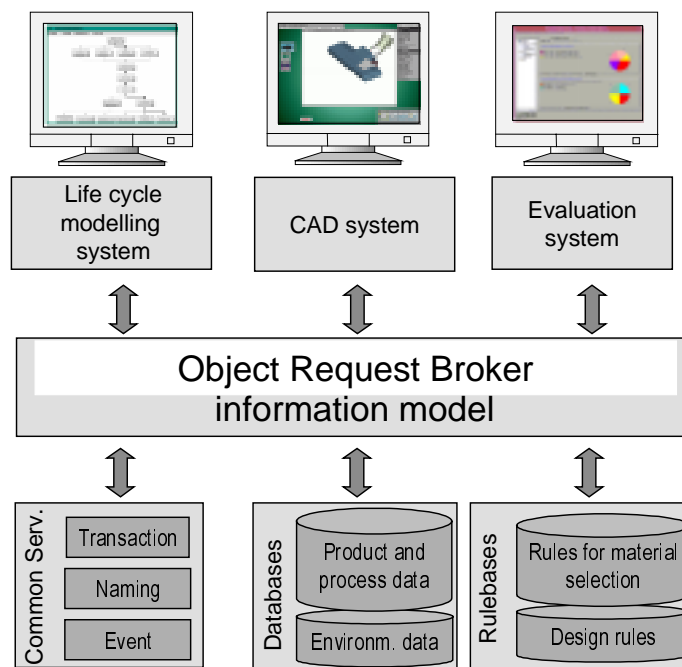 Life cycle
modelling
system
CAD system
Evaluation
system
Object Request Broker
information model
Common Serv.
Transaction
Naming
Event
Databases
Product and
process data
Environm. data
Rulebases
Rules for material
selection
Design rules